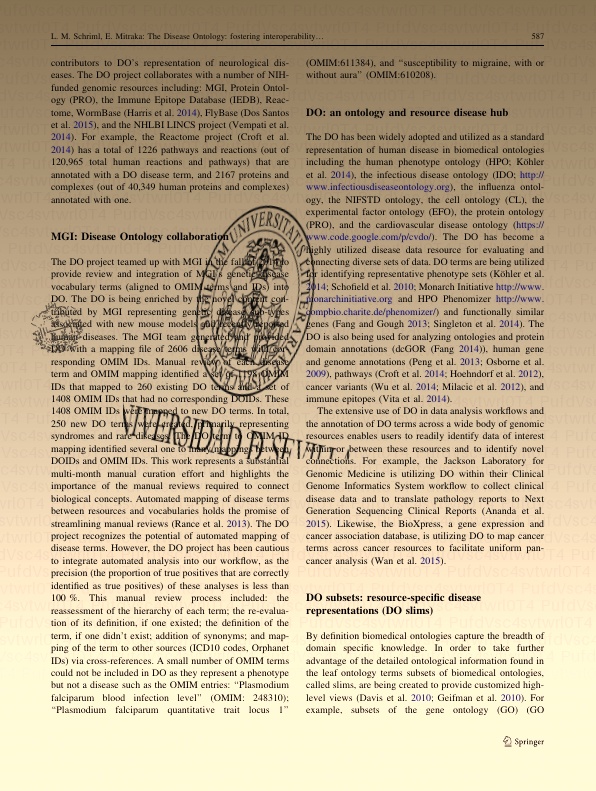 L. M. Schriml, E. Mitraka: The Disease Ontology: fostering interoperability… 587
contributors to DO's representation of neurological dis-
eases. The DO project collaborates with a number of NIH-
funded genomic resources including: MGI, Protein Ontol-
ogy (PRO), the Immune Epitope Database (IEDB), Reac-
tome, WormBase (Harris et al. 2014), FlyBase (Dos Santos
et al. 2015), and the NHLBI LINCS project (Vempati et al.
2014). For example, the Reactome project (Croft et al.
2014) has a total of 1226 pathways and reactions (out of
120,965 total human reactions and pathways) that are
annotated with a DO disease term, and 2167 proteins and
complexes (out of 40,349 human proteins and complexes)
annotated with one.
MGI: Disease Ontology collaboration
The DO project teamed up with MGI in the fall to
provide review and integration of MGI's genetic disease
vocabulary terms (aligned to OMIM terms and IDs) into
DO. The DO is being enriched by the novel content con-
tributed by MGI representing genetic disease sub-types
associated with new mouse models and recently reported
human diseases. The MGI team generated and provided
DO with a mapping file of 2606 disease terms with cor-
responding OMIM IDs. Manual review of each disease
term and OMIM mapping identified a set of 1198 OMIM
IDs that mapped to 260 existing DO terms and a set of
1408 OMIM IDs that had no corresponding DOIDs. These
1408 OMIM IDs were mapped to new DO terms. In total,
250 new DO terms were created, primarily representing
syndromes and rare diseases. The DO term to OMIM ID
mapping identified several one to many mappings between
DOIDs and OMIM IDs. This work represents a substantial
multi-month manual curation effort and highlights the
importance of the manual reviews required to connect
biological concepts. Automated mapping of disease terms
between resources and vocabularies holds the promise of
streamlining manual reviews (Rance et al. 2013). The DO
project recognizes the potential of automated mapping of
disease terms. However, the DO project has been cautious
to integrate automated analysis into our workflow, as the
precision (the proportion of true positives that are correctly
identified as true positives) of these analyses is less than
100 %. This manual review process included: the
reassessment of the hierarchy of each term; the re-evalua-
tion of its definition, if one existed; the definition of the
term, if one didn't exist; addition of synonyms; and map-
ping of the term to other sources (ICD10 codes, Orphanet
IDs) via cross-references. A small number of OMIM terms
could not be included in DO as they represent a phenotype
but not a disease such as the OMIM entries: "Plasmodium
falciparum blood infection level" (OMIM: 248310);
"Plasmodium falciparum quantitative trait locus 1"
(OMIM:611384), and "susceptibility to migraine, with or
without aura" (OMIM:610208).
DO: an ontology and resource disease hub
The DO has been widely adopted and utilized as a standard
representation of human disease in biomedical ontologies
including the human phenotype ontology (HPO; Köhler
et al. 2014), the infectious disease ontology (IDO; http://
www.infectiousdiseaseontology.org), the influenza ontol-
ogy, the NIFSTD ontology, the cell ontology (CL), the
experimental factor ontology (EFO), the protein ontology
(PRO), and the cardiovascular disease ontology (https://
www.code.google.com/p/cvdo/). The DO has become a
highly utilized disease data resource for evaluating and
connecting diverse sets of data. DO terms are being utilized
for identifying representative phenotype sets (Köhler et al.
2014; Schofield et al. 2010; Monarch Initiative http://www.
monarchinitiative.org and HPO Phenomizer http://www.
compbio.charite.de/phenomizer/) and functionally similar
genes (Fang and Gough 2013; Singleton et al. 2014). The
DO is also being used for analyzing ontologies and protein
domain annotations (dcGOR (Fang 2014)), human gene
and genome annotations (Peng et al. 2013; Osborne et al.
2009), pathways (Croft et al. 2014; Hoehndorf et al. 2012),
cancer variants (Wu et al. 2014; Milacic et al. 2012), and
immune epitopes (Vita et al. 2014).
The extensive use of DO in data analysis workflows and
the annotation of DO terms across a wide body of genomic
resources enables users to readily identify data of interest
within or between these resources and to identify novel
connections. For example, the Jackson Laboratory for
Genomic Medicine is utilizing DO within their Clinical
Genome Informatics System workflow to collect clinical
disease data and to translate pathology reports to Next
Generation Sequencing Clinical Reports (Ananda et al.
2015). Likewise, the BioXpress, a gene expression and
cancer association database, is utilizing DO to map cancer
terms across cancer resources to facilitate uniform pan-
cancer analysis (Wan et al. 2015).
DO subsets: resource-specific disease
representations (DO slims)
By definition biomedical ontologies capture the breadth of
domain specific knowledge. In order to take further
advantage of the detailed ontological information found in
the leaf ontology terms subsets of biomedical ontologies,
called slims, are being created to provide customized high-
level views (Davis et al. 2010; Geifman et al. 2010). For
example, subsets of the gene ontology (GO) (GO
Springer